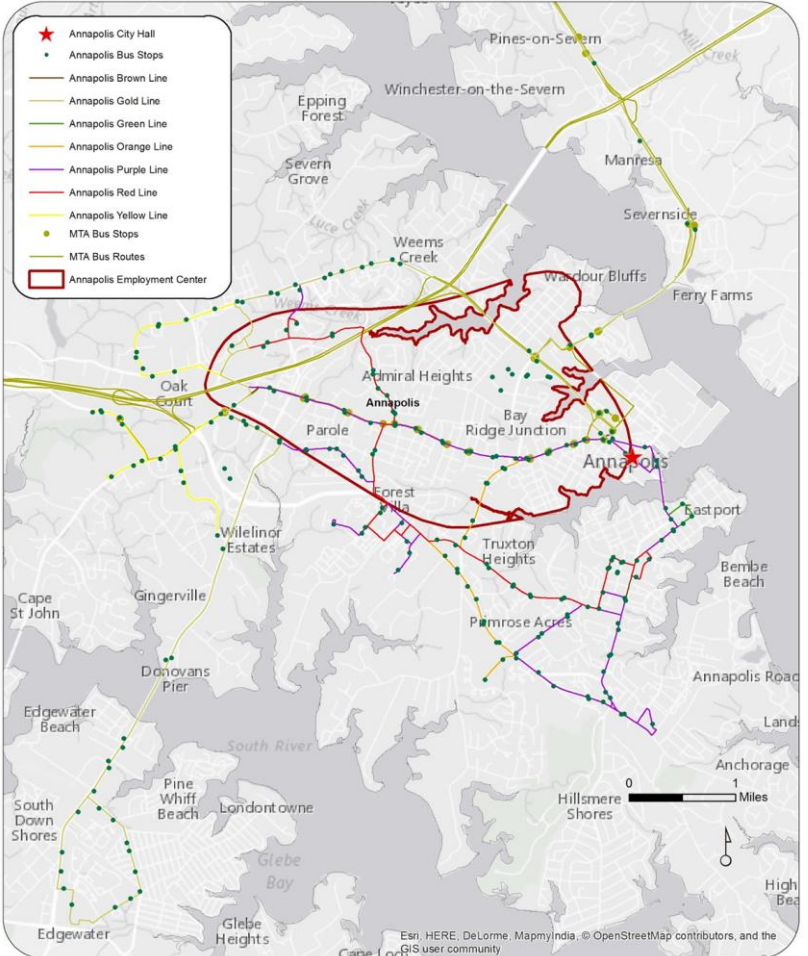 Annapolis City Hall
Annapolis Bus Stops
Annapolis Brown Line
Annapolis Gold Line
Annapolis Green Line
Annapolis Orange Line
Annapolis Purple Line
Annapolis Red Line
Annapolis Yellow Line
MTA Bus Stops
MTA Bus Routes
Annapolis Employment Center
Pines-on-Severn
Mill Creek
Winchester-on-the-Severn
Epping
Forest
Manresa
Severn
Grove
Luce Creek
Severnside
Weems
Creek
Wardour Bluffs
Weems Creek
Ferry Farms
Oak
Court
Admiral Heights
Annapolis
Parole
Bay
Ridge Junction
Annapolis
Forest
Villa
Eastport
Wilelinor
Estates
Truxton
Heights
Bembe
Beach
Cape
St John
Gingerville
Primrose Acres
Donovans
Pier
Annapolis Road
Edgewater
Beach
South River
Anchorage
Pine
Whiff
Beach
Londontowne
South
Down
Shores
Hillsmere
Shores
0
1
Miles
Glebe
Bay
Edgewater
Glebe
Heights
Esri, HERE, DeLorme, MapmyIndia, © OpenStreetMap contributors, and the
GIS user community